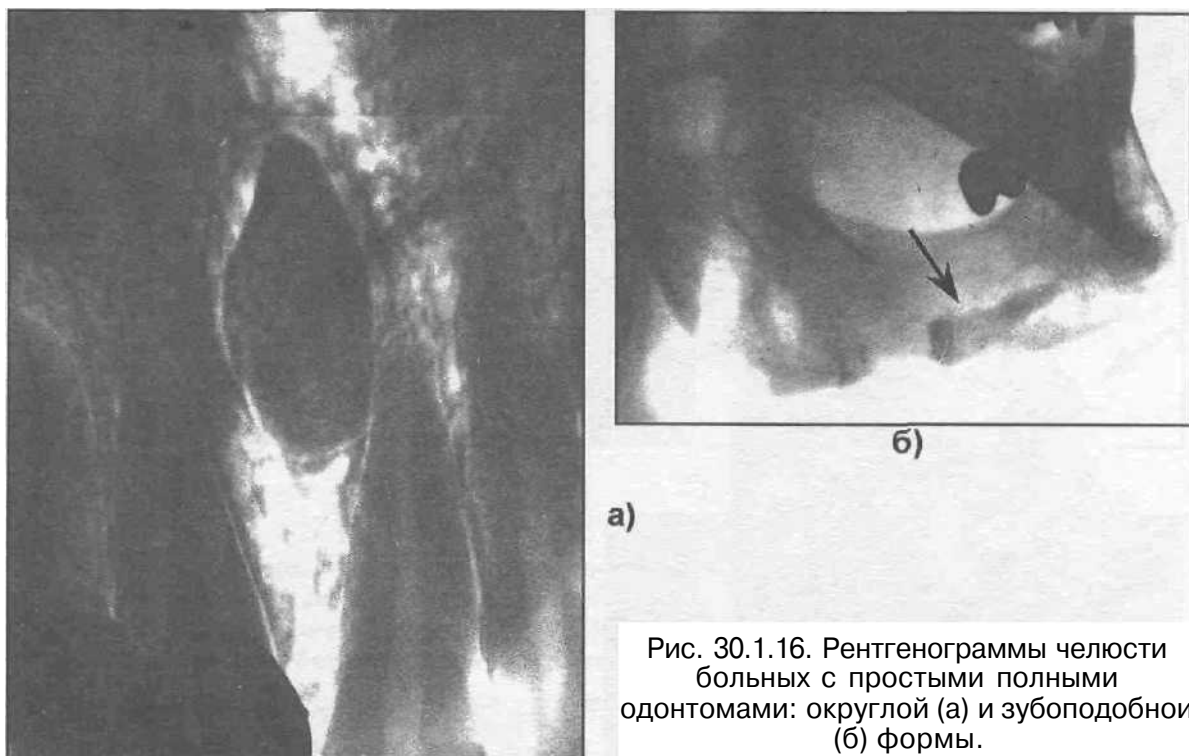 б)
а)
Рис. 30.1.16. Рентгенограммы челюсти
больных с простыми полными
одонтомами: округлой (а) и зубоподобной
(б) формы.